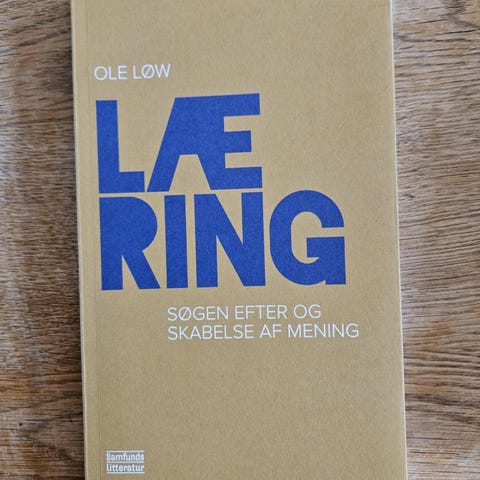 OLE LØW
LÆ
RING
SØGEN EFTER OG
SKABELSE AF MENING
Samfunds
Litteratur